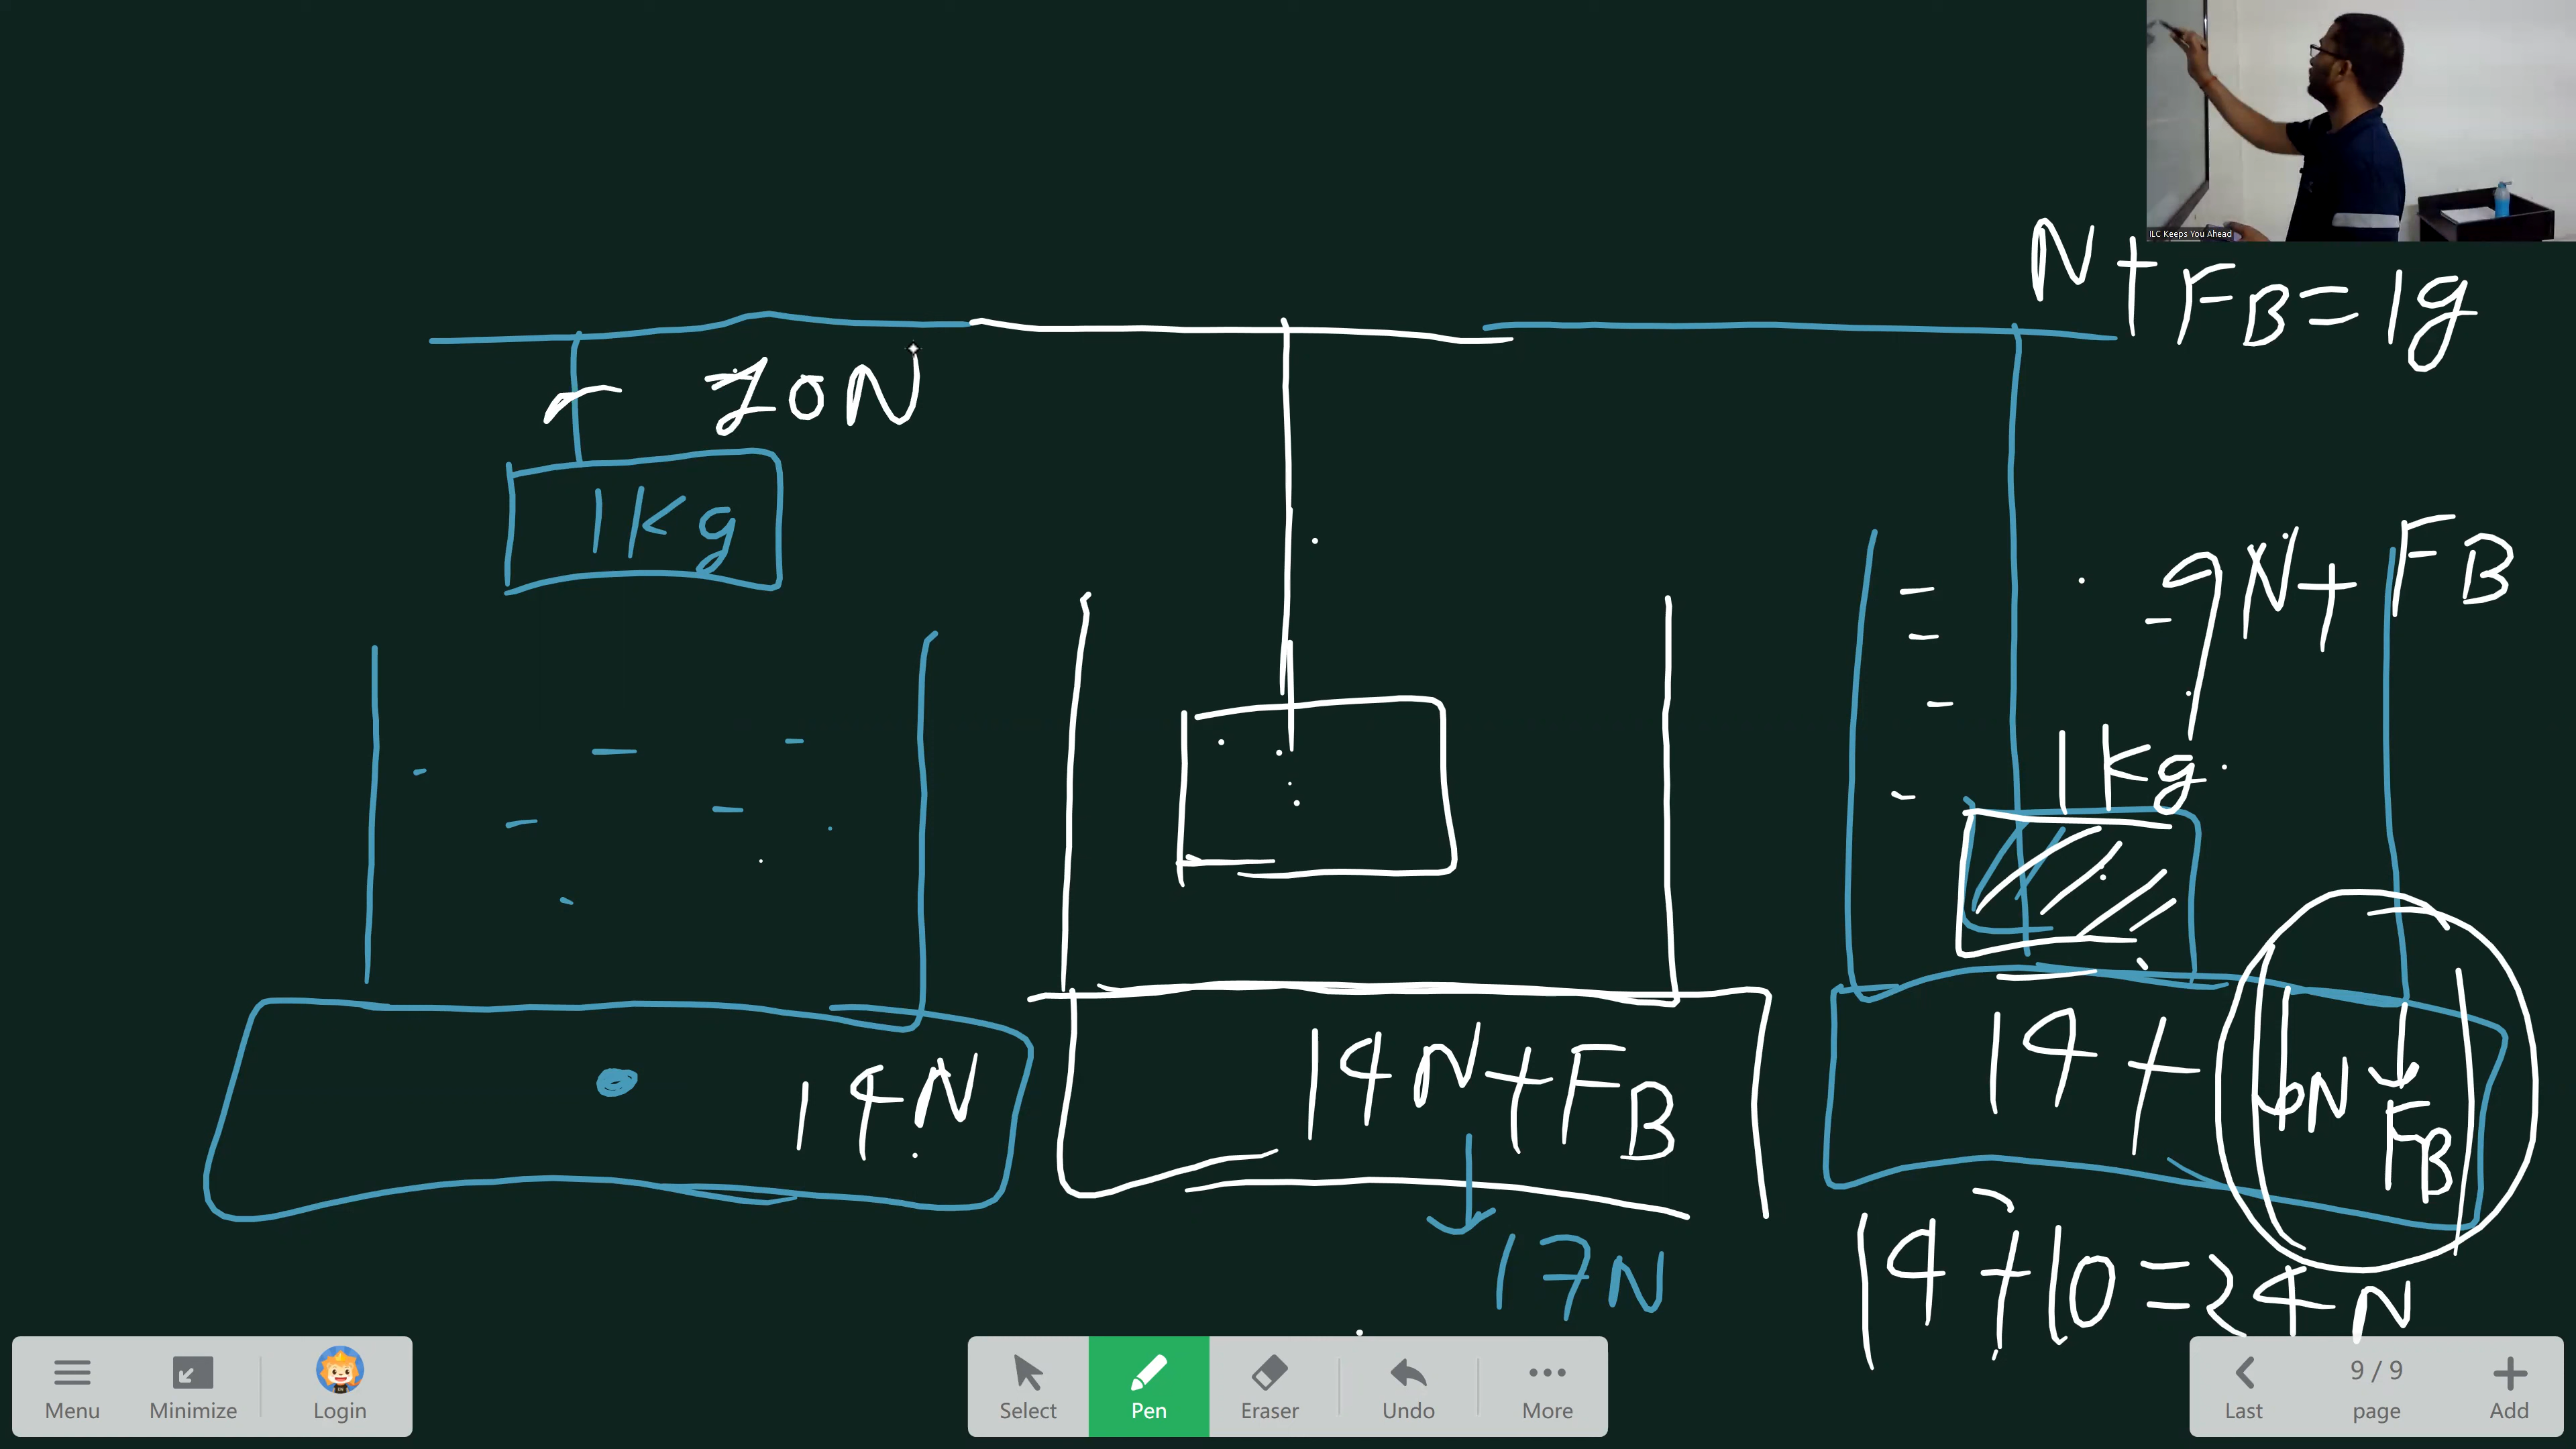 ILC Keeps You Ahead
N + FB = 1g
10N
1Kg
9N + FB
1Kg
14N
14N + FB
17N
14 +
N
FB
14 + 10 = 24N
Menu
Minimize
Login
Select
Pen
Eraser
Undo
More
Last
9 / 9
page
Add